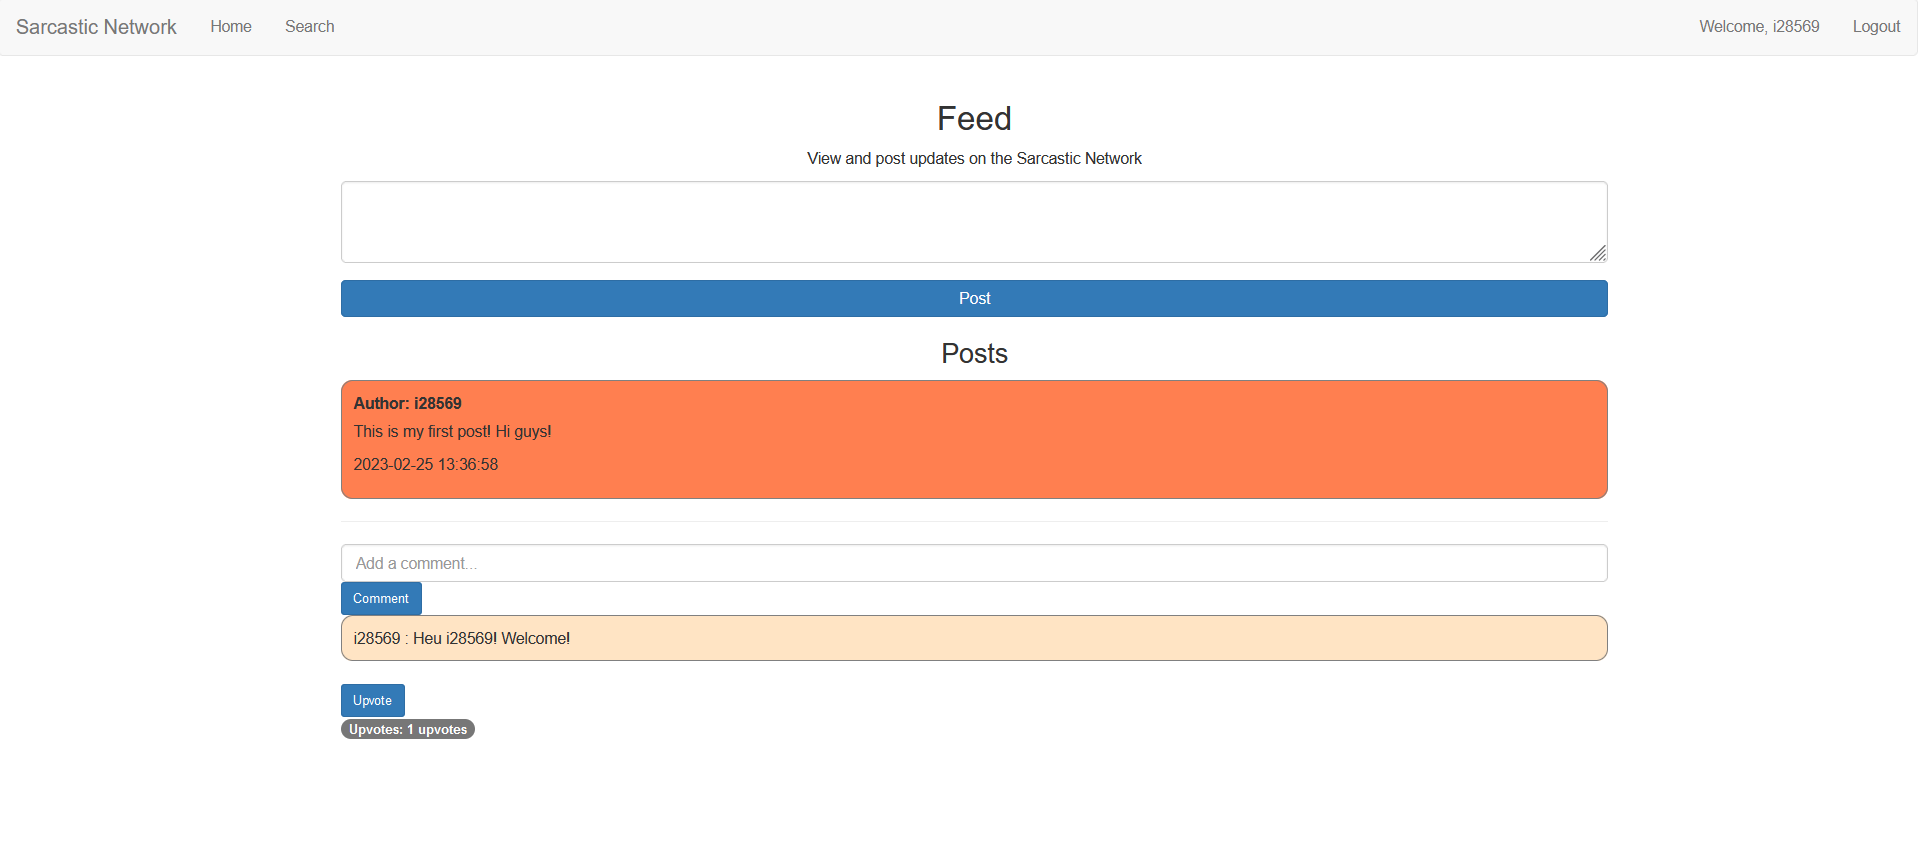 Sarcastic Network Home Search Welcome, i28569 Logout
Feed
View and post updates on the Sarcastic Network
Post
Posts
Author: i28569
This is my first post! Hi guys!
2023-02-25 13:36:58
Add a comment...
Comment
i28569 : Heu i28569! Welcome!
Upvote
Upvotes: 1 upvotes